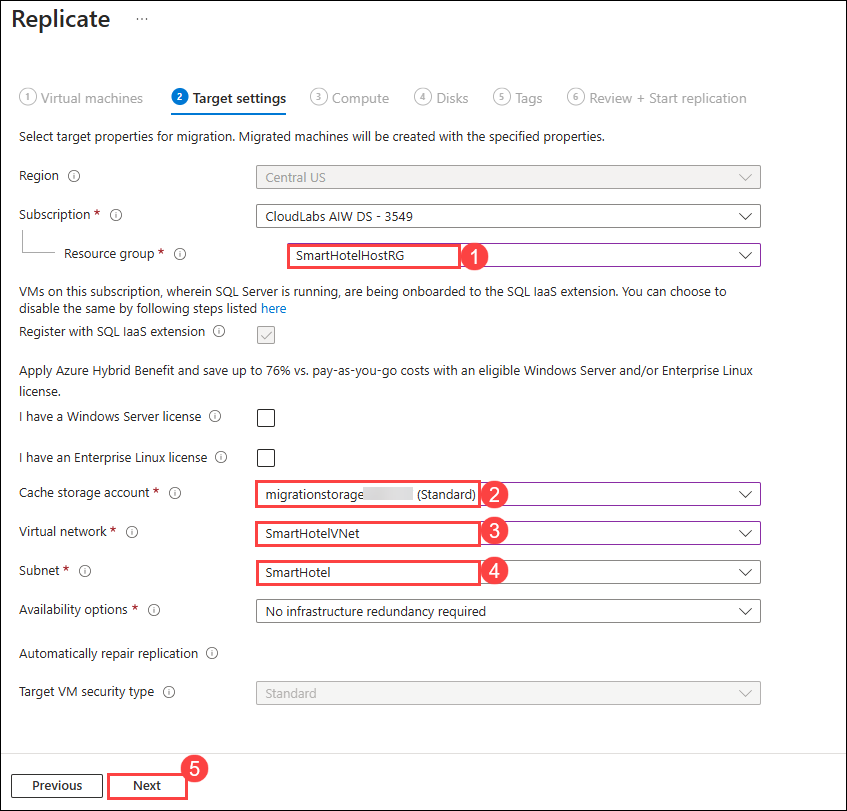 Replicate ...
1 Virtual machines 2 Target settings 3 Compute 4 Disks 5 Tags 6 Review + Start replication
Select target properties for migration. Migrated machines will be created with the specified properties.
Region Central US
Subscription * CloudLabs AIW DS - 3549
Resource group * SmartHotelHostRG 1
VMs on this subscription, wherein SQL Server is running, are being onboarded to the SQL IaaS extension. You can choose to
disable the same by following steps listed here
Register with SQL IaaS extension
Apply Azure Hybrid Benefit and save up to 76% vs. pay-as-you-go costs with an eligible Windows Server and/or Enterprise Linux
license.
I have a Windows Server license
I have an Enterprise Linux license
Cache storage account * migrationstorage (Standard) 2
Virtual network * SmartHotelVNet 3
Subnet * SmartHotel 4
Availability options * No infrastructure redundancy required
Automatically repair replication
Target VM security type Standard
5
Previous Next